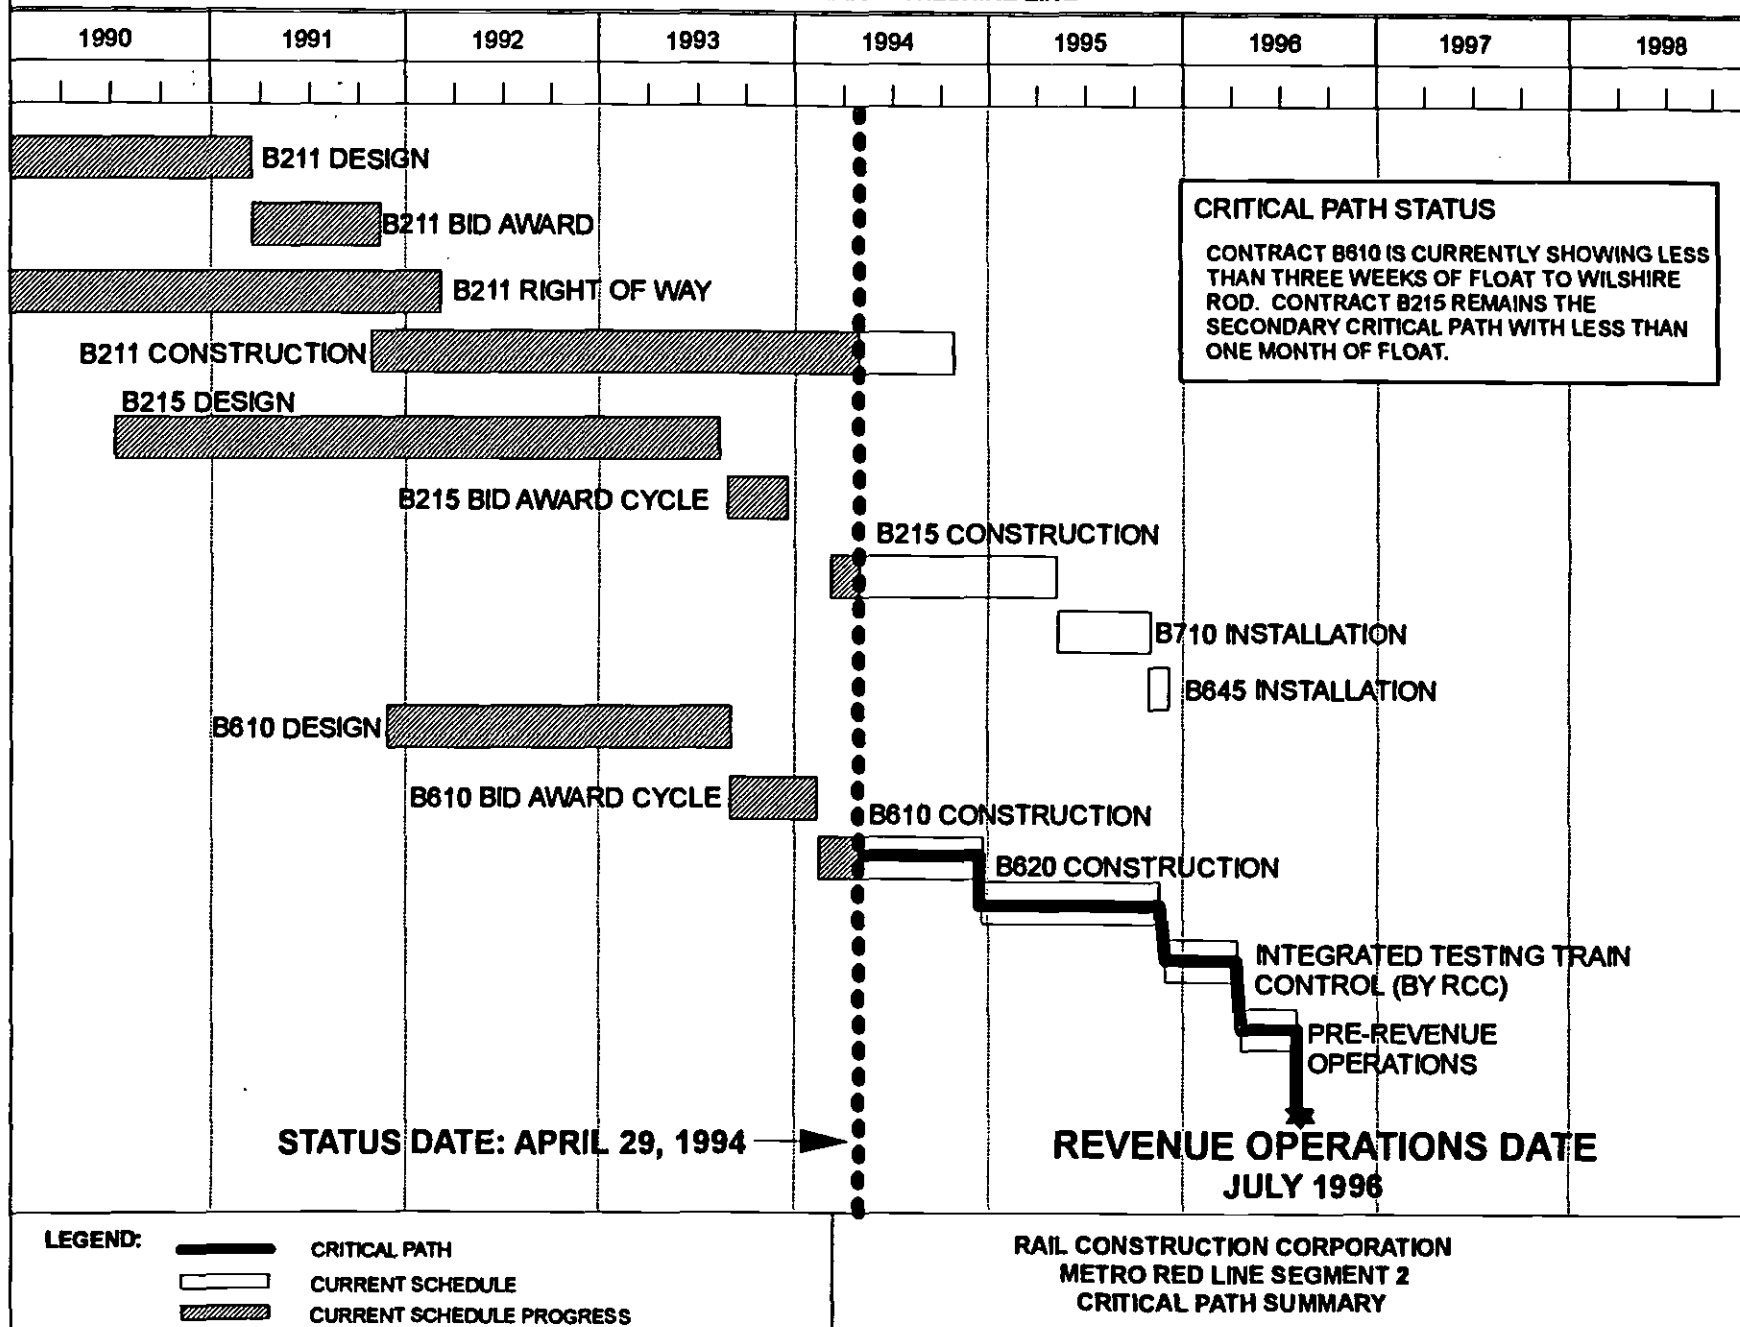 1990 1991 1992 1993 1994 1995 1996 1997 1998
B211 DESIGN
CRITICAL PATH STATUS
CONTRACT B610 IS CURRENTLY SHOWING LESS
THAN THREE WEEKS OF FLOAT TO WILSHIRE
ROD. CONTRACT B215 REMAINS THE
SECONDARY CRITICAL PATH WITH LESS THAN
ONE MONTH OF FLOAT.
B211 BID AWARD
B211 RIGHT OF WAY
B211 CONSTRUCTION
B215 DESIGN
B215 BID AWARD CYCLE
B215 CONSTRUCTION
B710 INSTALLATION
B645 INSTALLATION
B610 DESIGN
B610 BID AWARD CYCLE
B610 CONSTRUCTION
B620 CONSTRUCTION
INTEGRATED TESTING TRAIN
CONTROL (BY RCC)
PRE-REVENUE
OPERATIONS
STATUS DATE: APRIL 29, 1994
REVENUE OPERATIONS DATE
JULY 1996
LEGEND:
CRITICAL PATH
CURRENT SCHEDULE
CURRENT SCHEDULE PROGRESS
RAIL CONSTRUCTION CORPORATION
METRO RED LINE SEGMENT 2
CRITICAL PATH SUMMARY